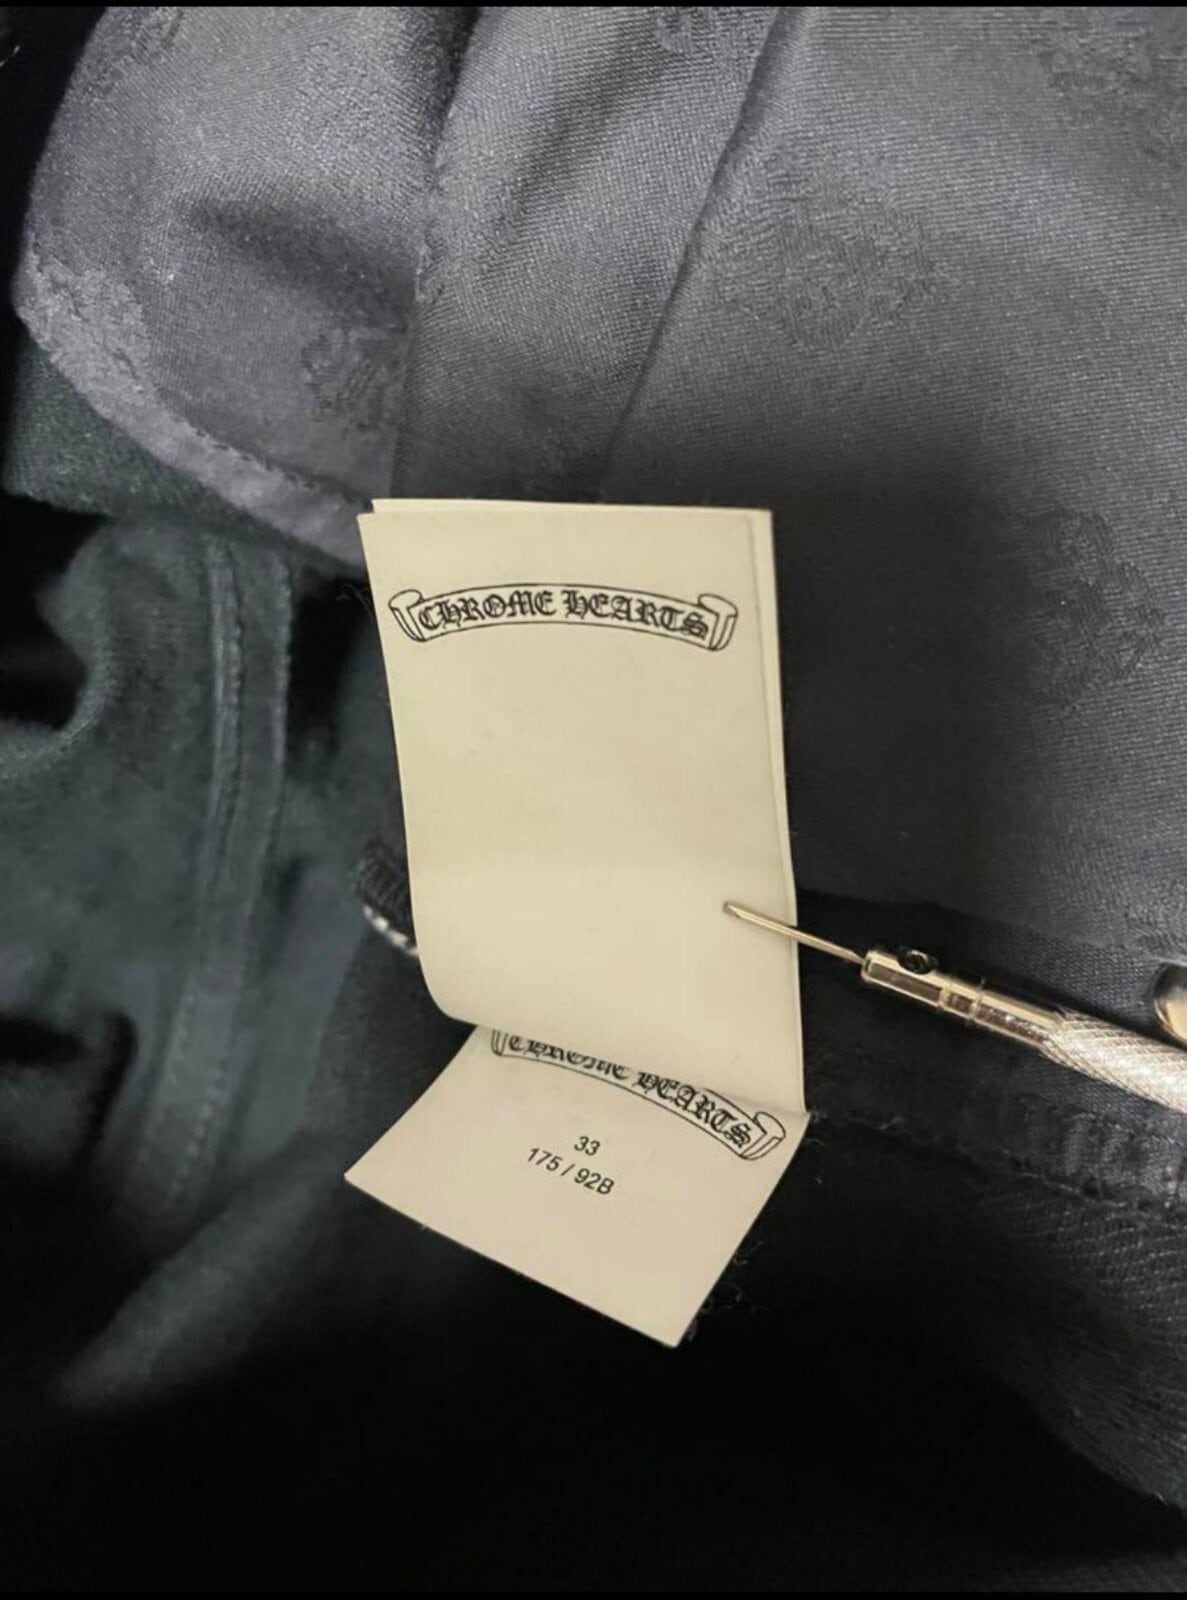 CHROME HEARTS
CHROME HEARTS
33
175 / 92B